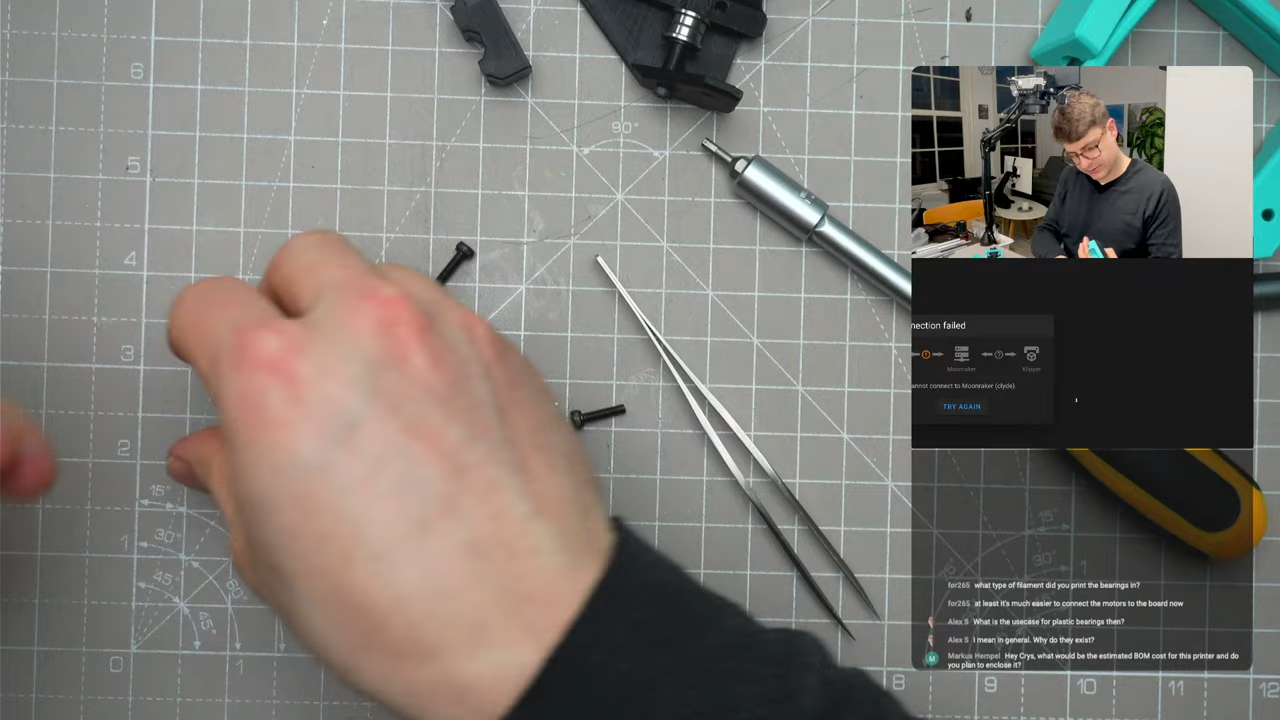 6
90°
5
4
3
2
15°
30°
1
45°
60°
45°
0
1
nection failed
Moonraker
Klipper
annot connect to Moonraker (clyde).
TRY AGAIN
15°
30°
1
for265 what type of filament did you print the bearings in?
for265 at least it's much easier to connect the motors to the board now
Alex S What is the usecase for plastic bearings then?
Alex S I mean in general. Why do they exist?
M Markus Hempel Hey Crys, what would be the estimated BOM cost for this printer and do
you plan to enclose it?
8
9
10
11
12